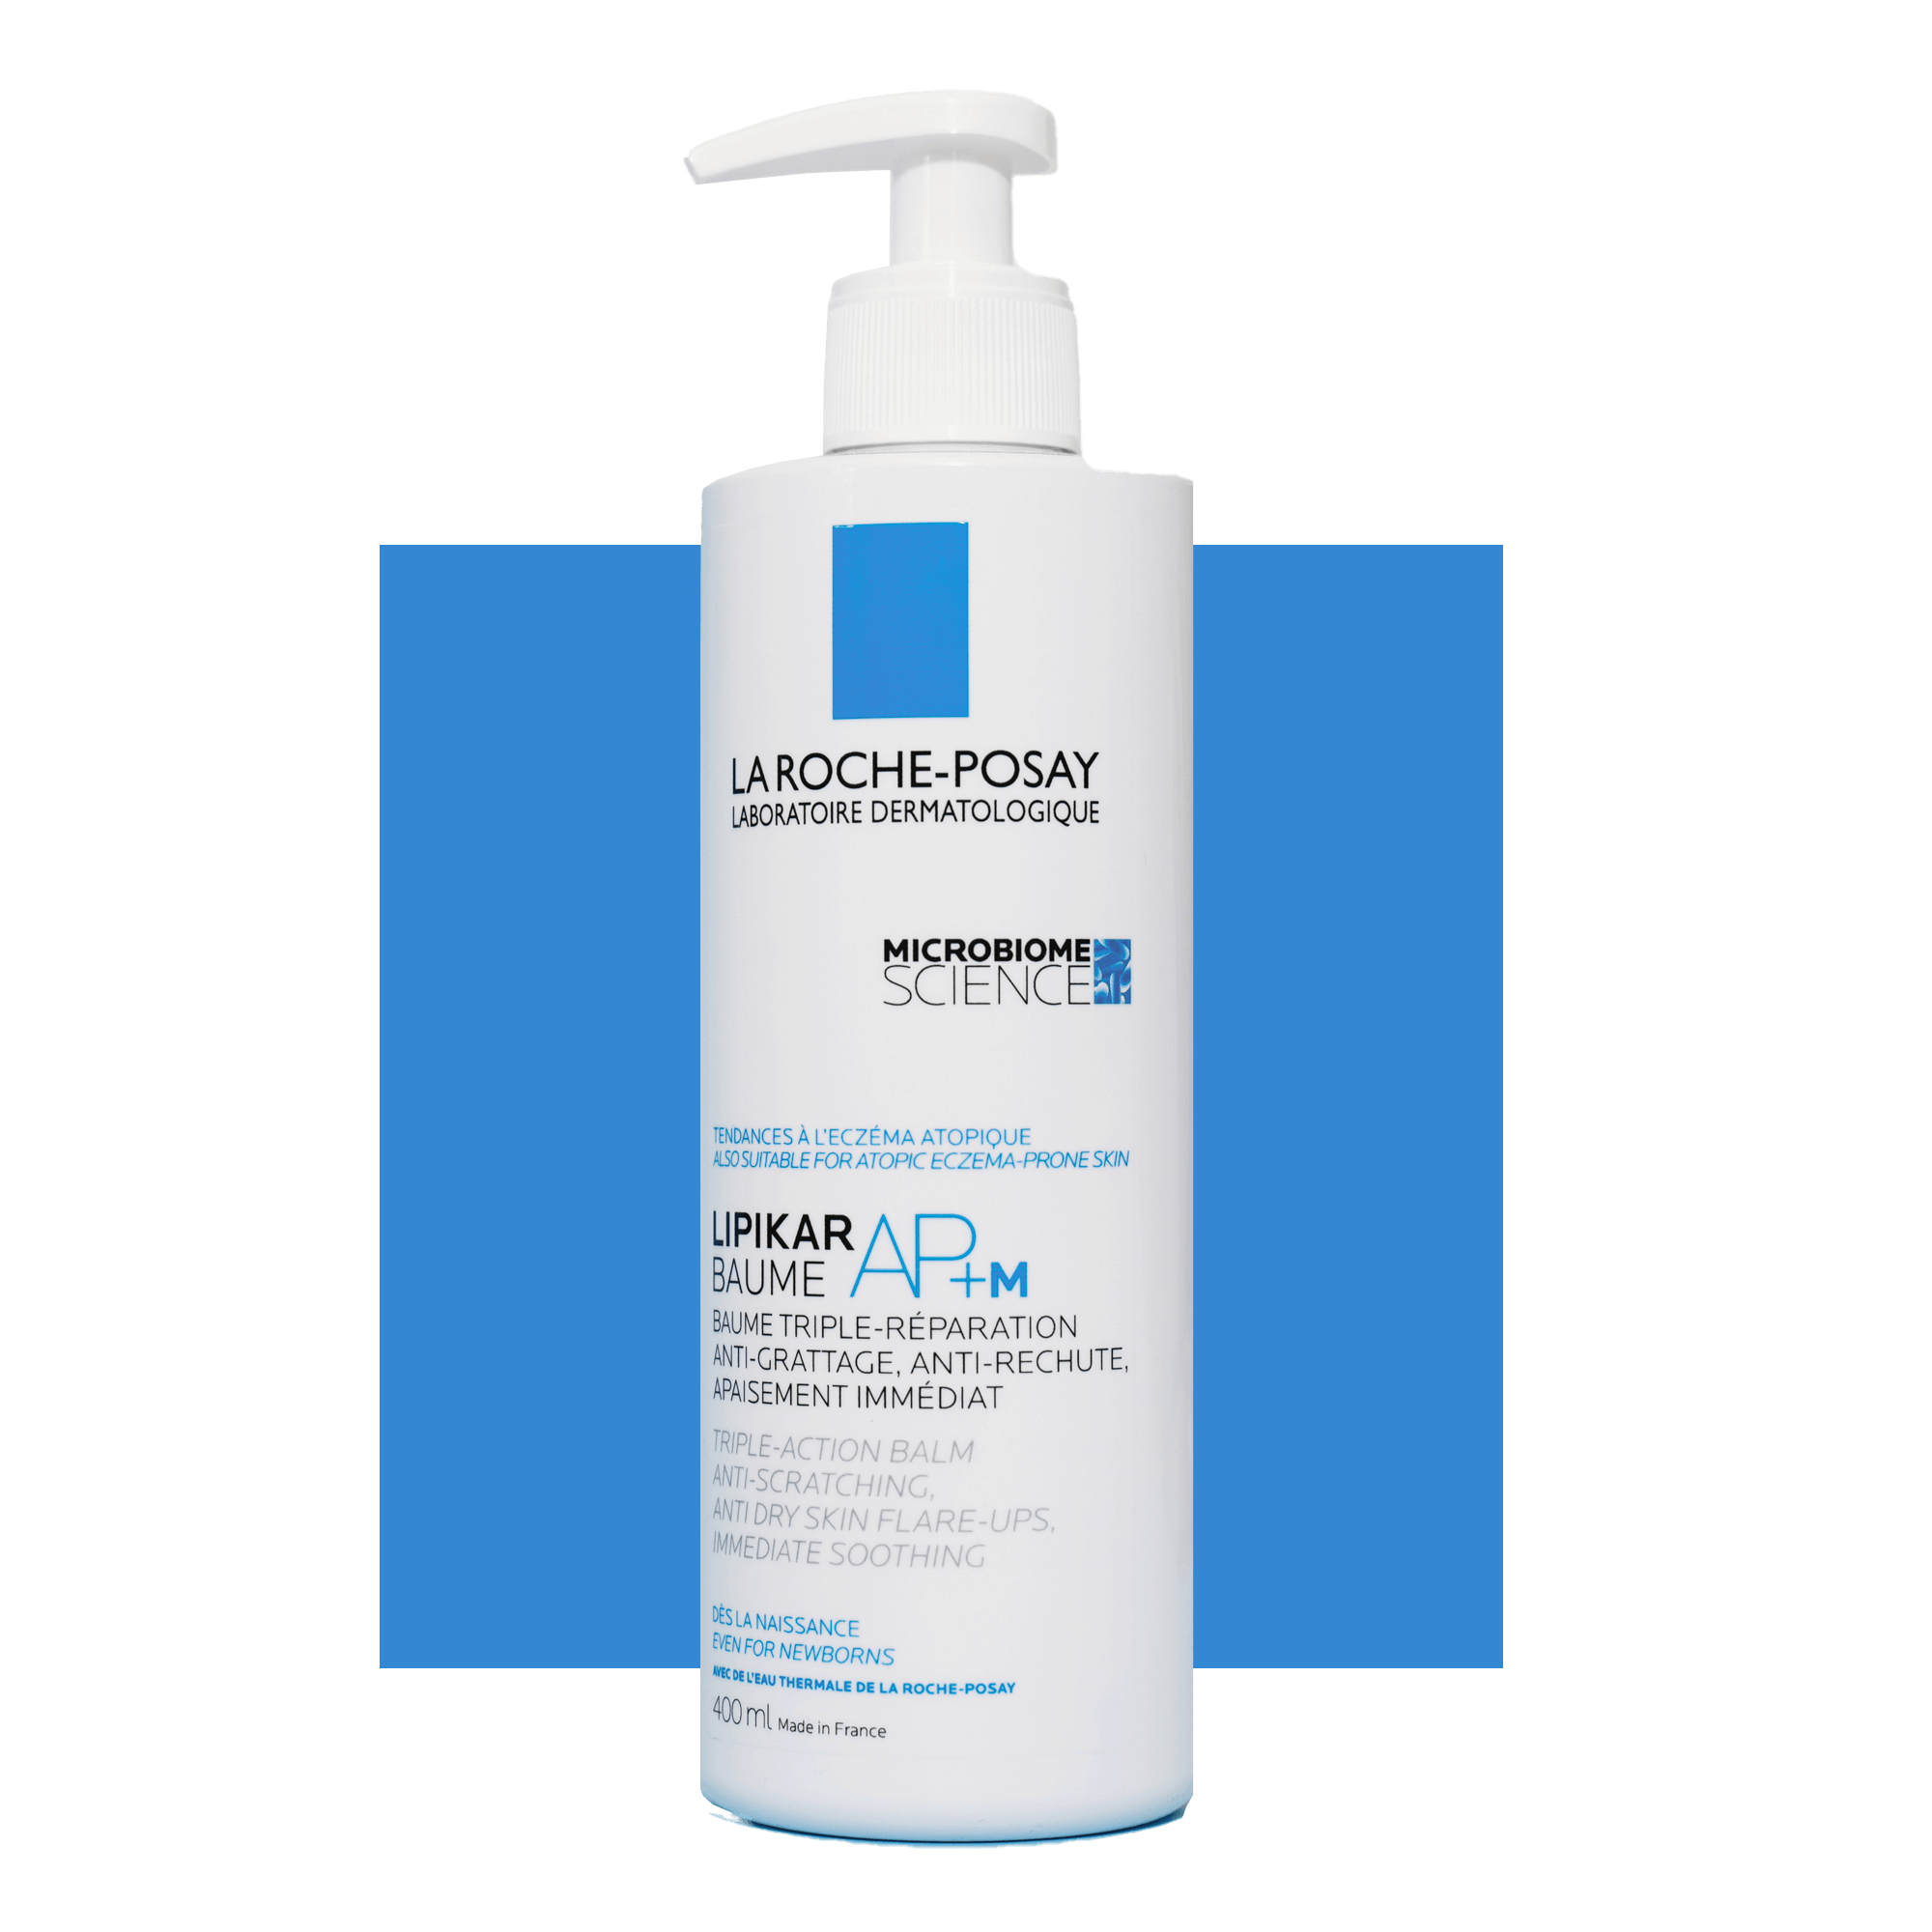 LA ROCHE-POSAY
LABORATOIRE DERMATOLOGIQUE
MICROBIOME
SCIENCE
TENDANCES À L'ECZÉMA ATOPIQUE
ALSO SUITABLE FOR ATOPIC ECZEMA-PRONE SKIN
LIPIKAR AP+M
BAUME
BAUME TRIPLE-RÉPARATION
ANTI-GRATTAGE, ANTI-RECHUTE,
APAISEMENT IMMÉDIAT
TRIPLE-ACTION BALM
ANTI-SCRATCHING,
ANTI DRY SKIN FLARE-UPS,
IMMEDIATE SOOTHING
DÈS LA NAISSANCE
EVEN FOR NEWBORNS
AVEC DE L'EAU THERMALE DE LA ROCHE-POSAY
400 ml Made in France